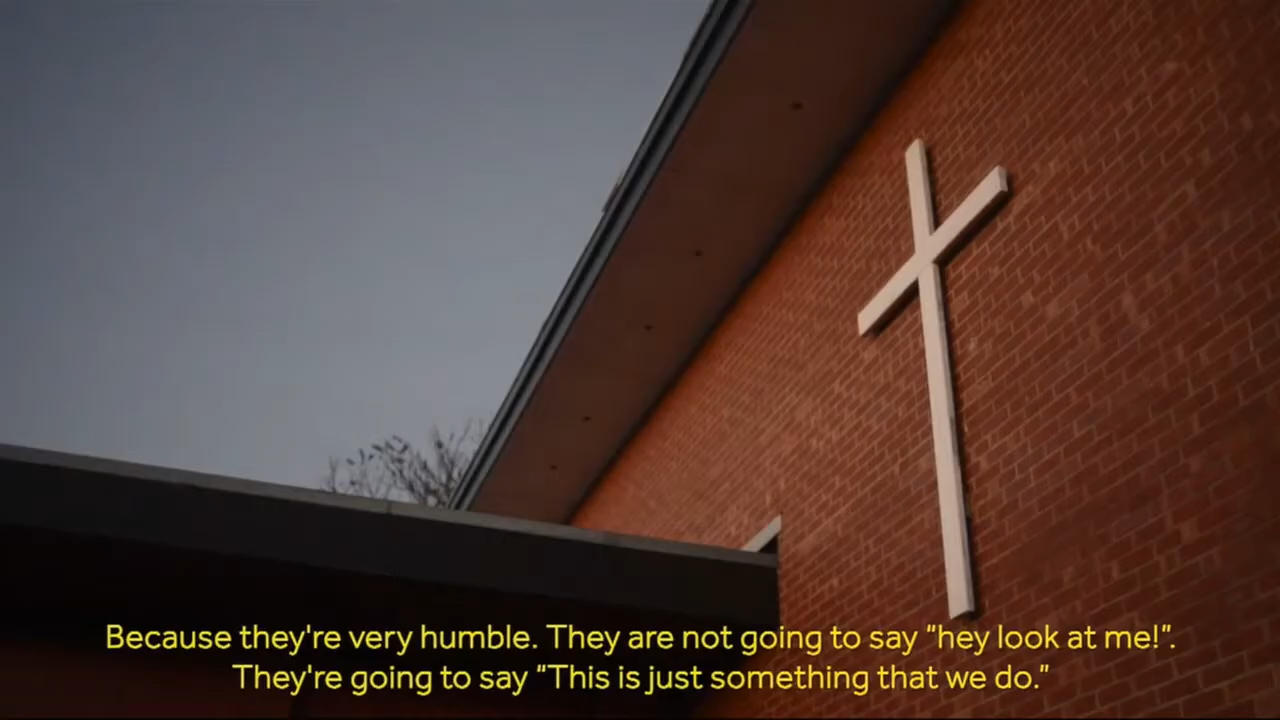 Because they're very humble. They are not going to say "hey look at me!".
They're going to say "This is just something that we do."